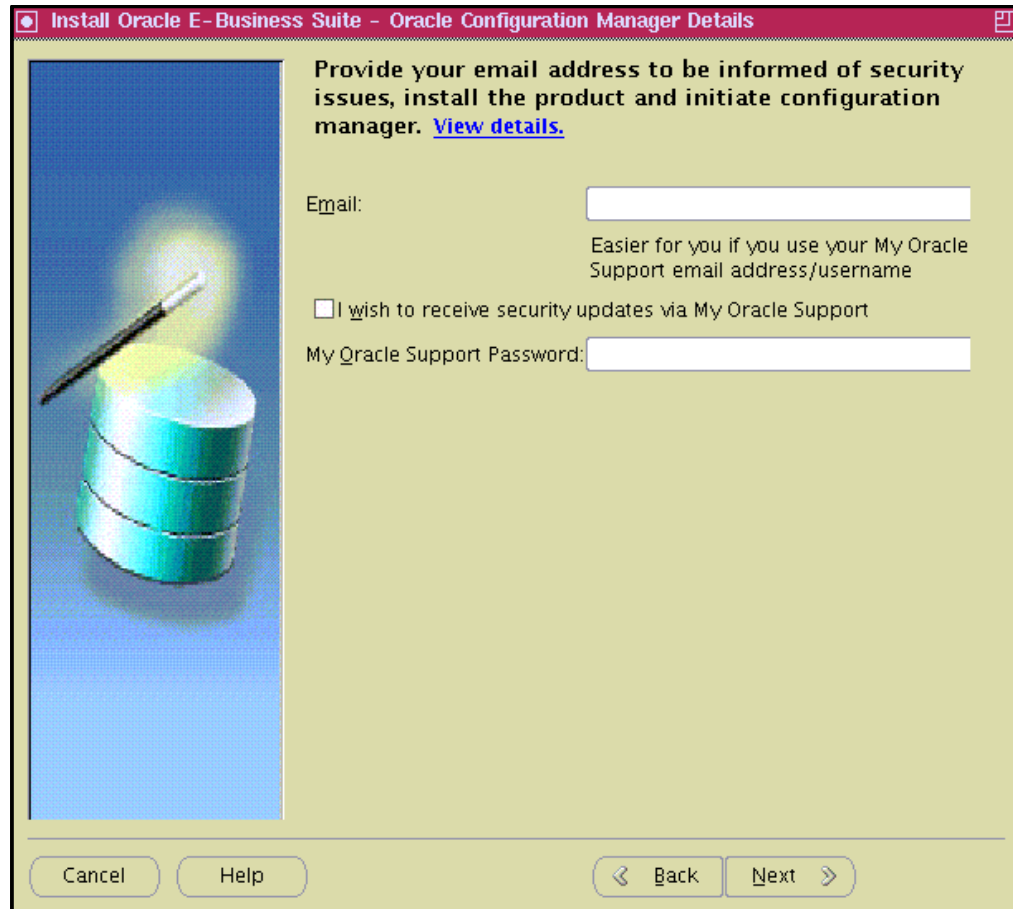 Install Oracle E-Business Suite - Oracle Configuration Manager Details
Provide your email address to be informed of security
issues, install the product and initiate configuration
manager. View details.
Email:
Easier for you if you use your My Oracle
Support email address/username
I wish to receive security updates via My Oracle Support
My Oracle Support Password:
Cancel
Help
Back
Next